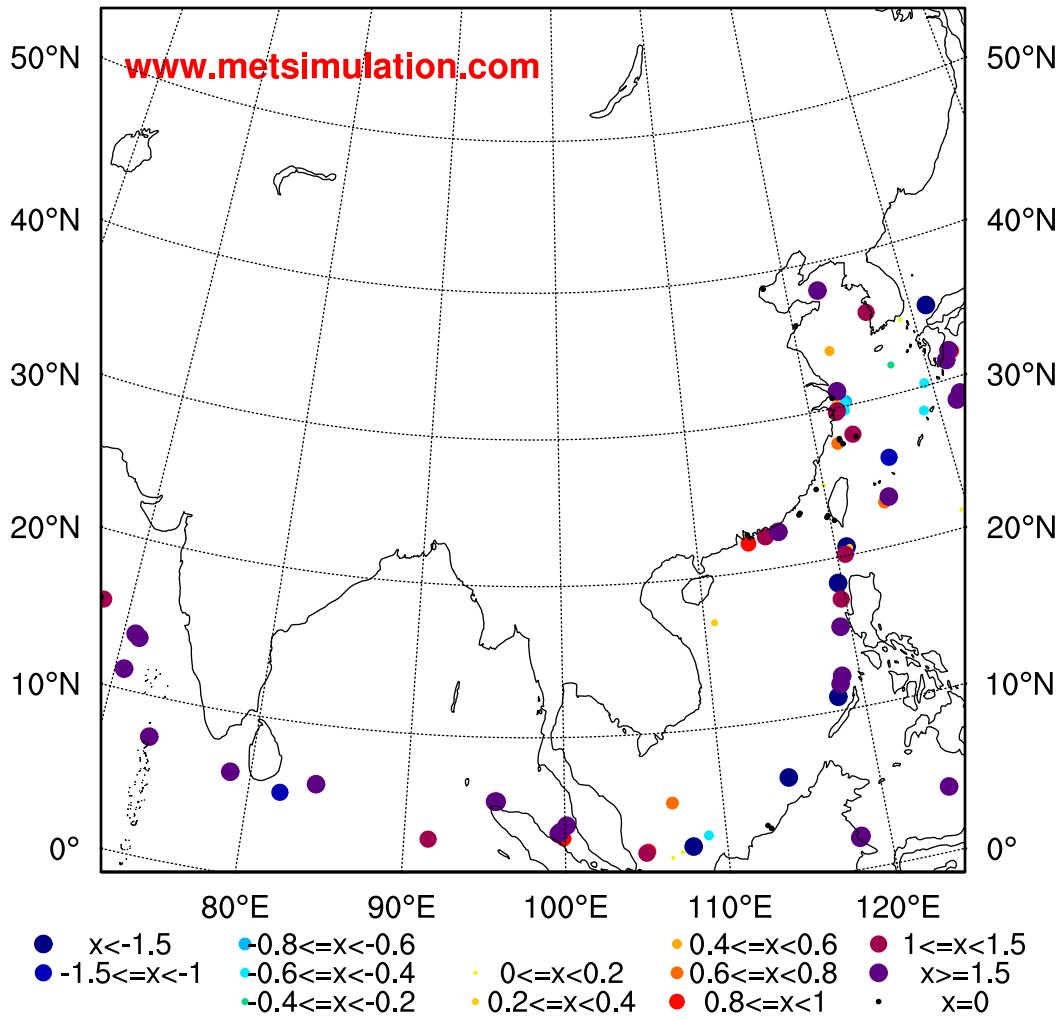 www.metsimulation.com
50°N 50°N
40°N 40°N
30°N 30°N
20°N 20°N
10°N 10°N
0° 0°
80°E 90°E 100°E 110°E 120°E
x<-1.5 -0.8<=x<-0.6 0.4<=x<0.6 1<=x<1.5
-1.5<=x<-1 -0.6<=x<-0.4 0<=x<0.2 0.6<=x<0.8 x>=1.5
-0.4<=x<-0.2 0.2<=x<0.4 0.8<=x<1 x=0